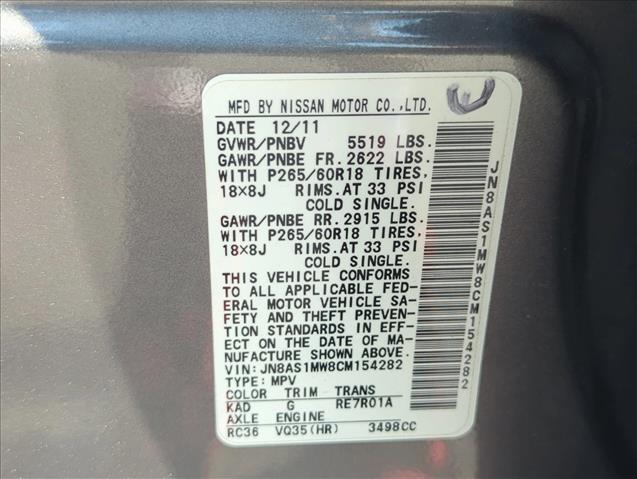 MFD BY NISSAN MOTOR CO.,LTD.
DATE 12/11
GVWR/PNBV 5519 LBS.
GAWR/PNBE FR. 2622 LBS.
WITH P265/60R18 TIRES,
18×8J RIMS.AT 33 PSI
COLD SINGLE.
GAWR/PNBE RR. 2915 LBS.
WITH P265/60R18 TIRES,
18×8J RIMS.AT 33 PSI
COLD SINGLE.
THIS VEHICLE CONFORMS
TO ALL APPLICABLE FED-
ERAL MOTOR VEHICLE SA-
FETY AND THEFT PREVEN-
TION STANDARDS IN EFF-
ECT ON THE DATE OF MA-
NUFACTURE SHOWN ABOVE.
VIN:JN8AS1MW8CM154282
TYPE:MPV
COLOR TRIM TRANS
KAD G RE7R01A
AXLE ENGINE
RC36 VQ35(HR) 3498CC
JN8AS1MW8CM154282